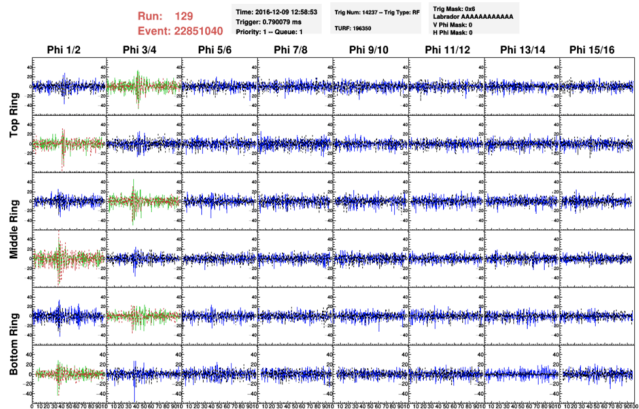 Run: 129
Event: 22851040
Time: 2016-12-09 12:58:53
Trigger: 0.790079 ms
Priority: 1 -- Queue: 1
Trig Num: 14237 -- Trig Type: RF
TURF: 196350
Trig Mask: 0x6
Labrador AAAAAAAAAAAA
V Phi Mask: 0
H Phi Mask: 0
Phi 1/2 Phi 3/4 Phi 5/6 Phi 7/8 Phi 9/10 Phi 11/12 Phi 13/14 Phi 15/16
Top Ring
Middle Ring
Bottom Ring